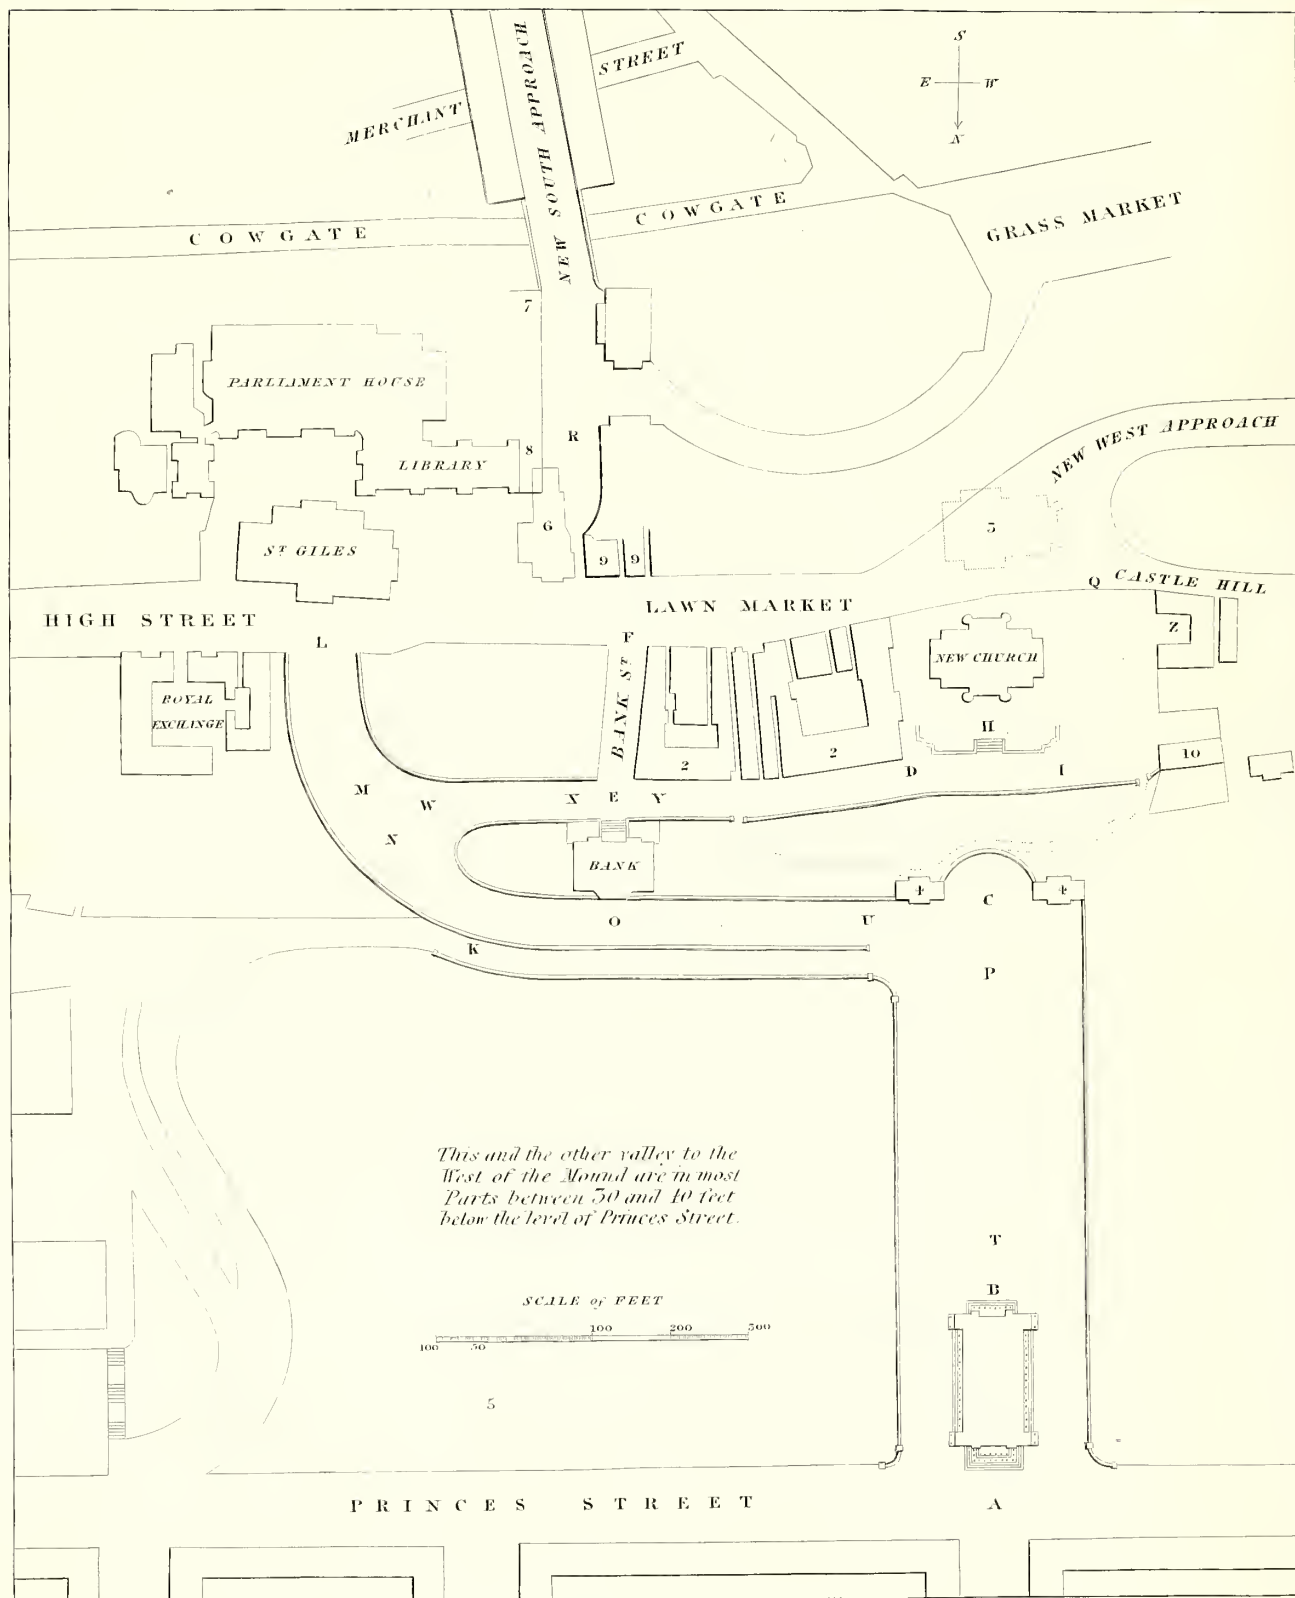 S
E W
N
MERCHANT STREET
NEW SOUTH APPROACH
COWGATE
COWGATE
GRASS MARKET
7
PARLIAMENT HOUSE
R
8
LIBRARY
NEW WEST APPROACH
6
3
ST GILES
9 9
Q CASTLE HILL
LAWN MARKET
HIGH STREET
L
F
Z
NEW CHURCH
BANK ST
ROYAL
EXCHANGE
H
2
2
10
D
I
M
W
X E Y
N
BANK
4 4
C
O
U
K
P
This and the other valley to the
West of the Mound are in most
Parts between 30 and 40 feet
below the level of Princes Street.
T
B
SCALE of FEET
100 200 300
100 50
5
PRINCES STREET
A